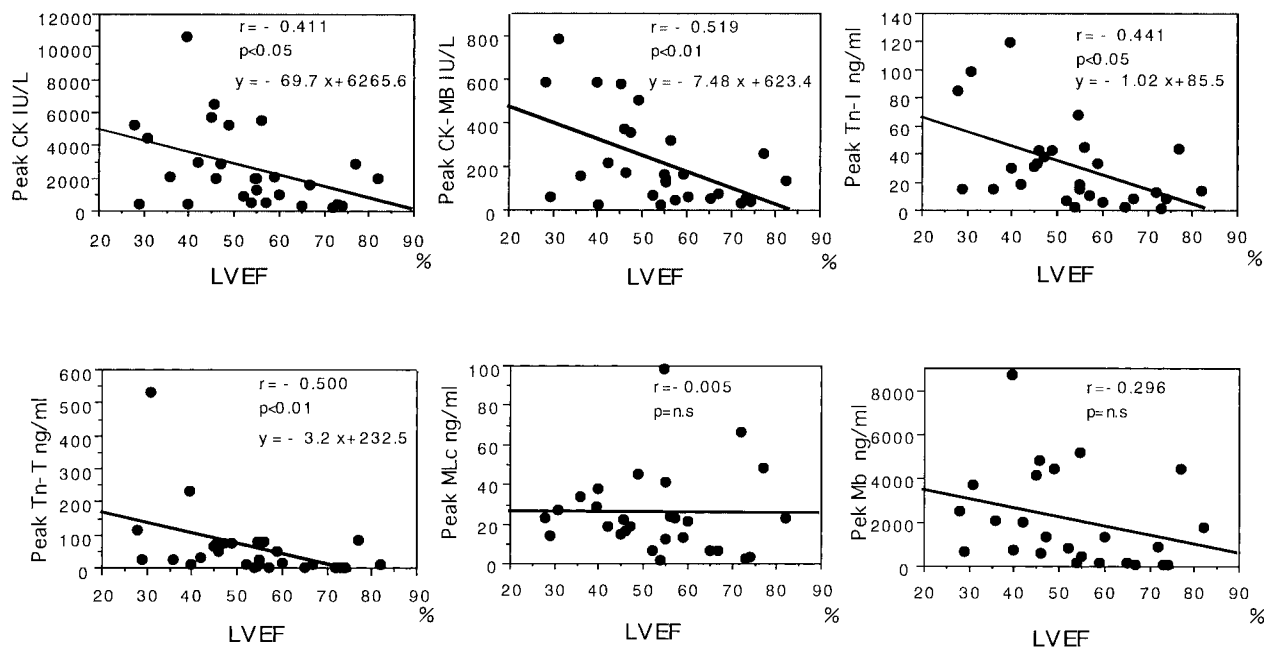 r= - 0.411
p<0.05
y = - 69.7 x+6265.6
Peak CK IU/L
12000
10000
8000
6000
4000
2000
0
20 30 40 50 60 70 80 90
%
LVEF
r= - 0.519
p<0.01
y = - 7.48 x+623.4
Peak CK-MB IU/L
800
600
400
200
0
20 30 40 50 60 70 80 90
%
LVEF
r= - 0.441
p<0.05
y = - 1.02 x+85.5
Peak Tn-I ng/ml
140
120
100
80
60
40
20
0
20 30 40 50 60 70 80 90
%
LVEF
r= - 0.500
p<0.01
y = - 3.2 x+232.5
Peak Tn-T ng/ml
600
500
400
300
200
100
0
20 30 40 50 60 70 80 90
%
LVEF
r=-0.005
p=n.s
Peak MLc ng/ml
100
80
60
40
20
0
20 30 40 50 60 70 80 90
%
LVEF
r=-0.296
p=n.s
Pek Mb ng/ml
8000
6000
4000
2000
0
20 30 40 50 60 70 80 90
%
LVEF